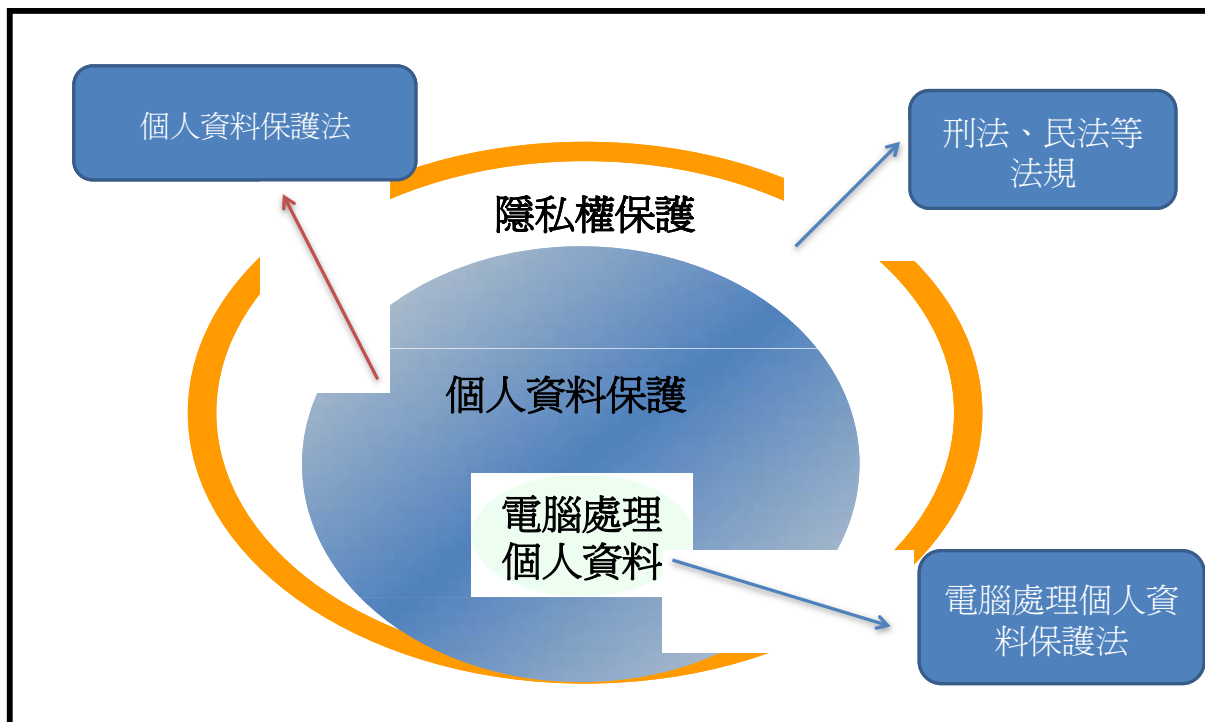 個人資料保護法
刑法、民法等
法規
隱私權保護
個人資料保護
電腦處理
個人資料
電腦處理個人資
料保護法